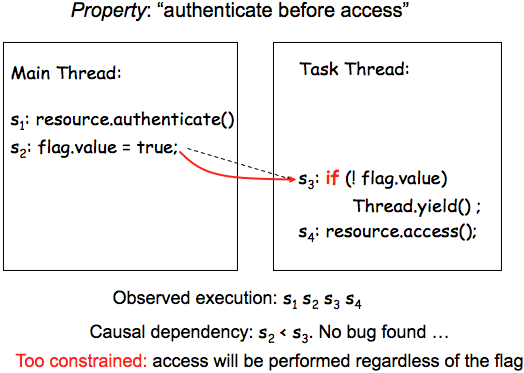 Property: “authenticate before access”
Main Thread:
s1: resource.authenticate()
s2: flag.value = true;
Task Thread:
s3: if (! flag.value)
Thread.yield() ;
s4: resource.access();
Observed execution: s1 s2 s3 s4
Causal dependency: s2 < s3. No bug found …
Too constrained: access will be performed regardless of the flag